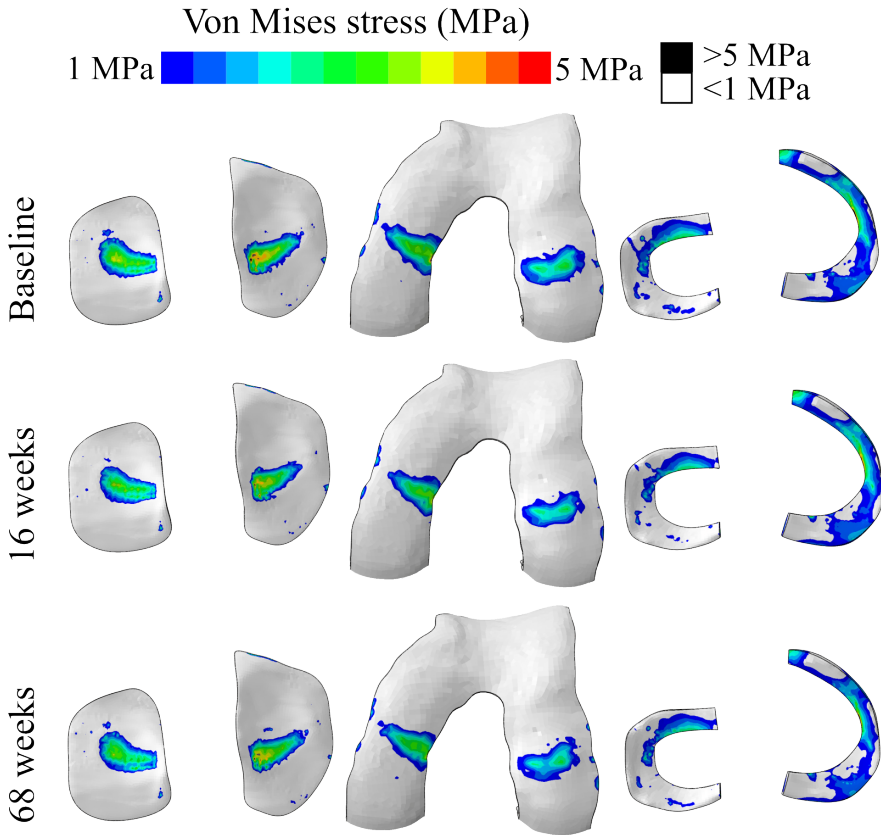 Von Mises stress (MPa)
1 MPa
5 MPa
>5 MPa
<1 MPa
Baseline
16 weeks
68 weeks